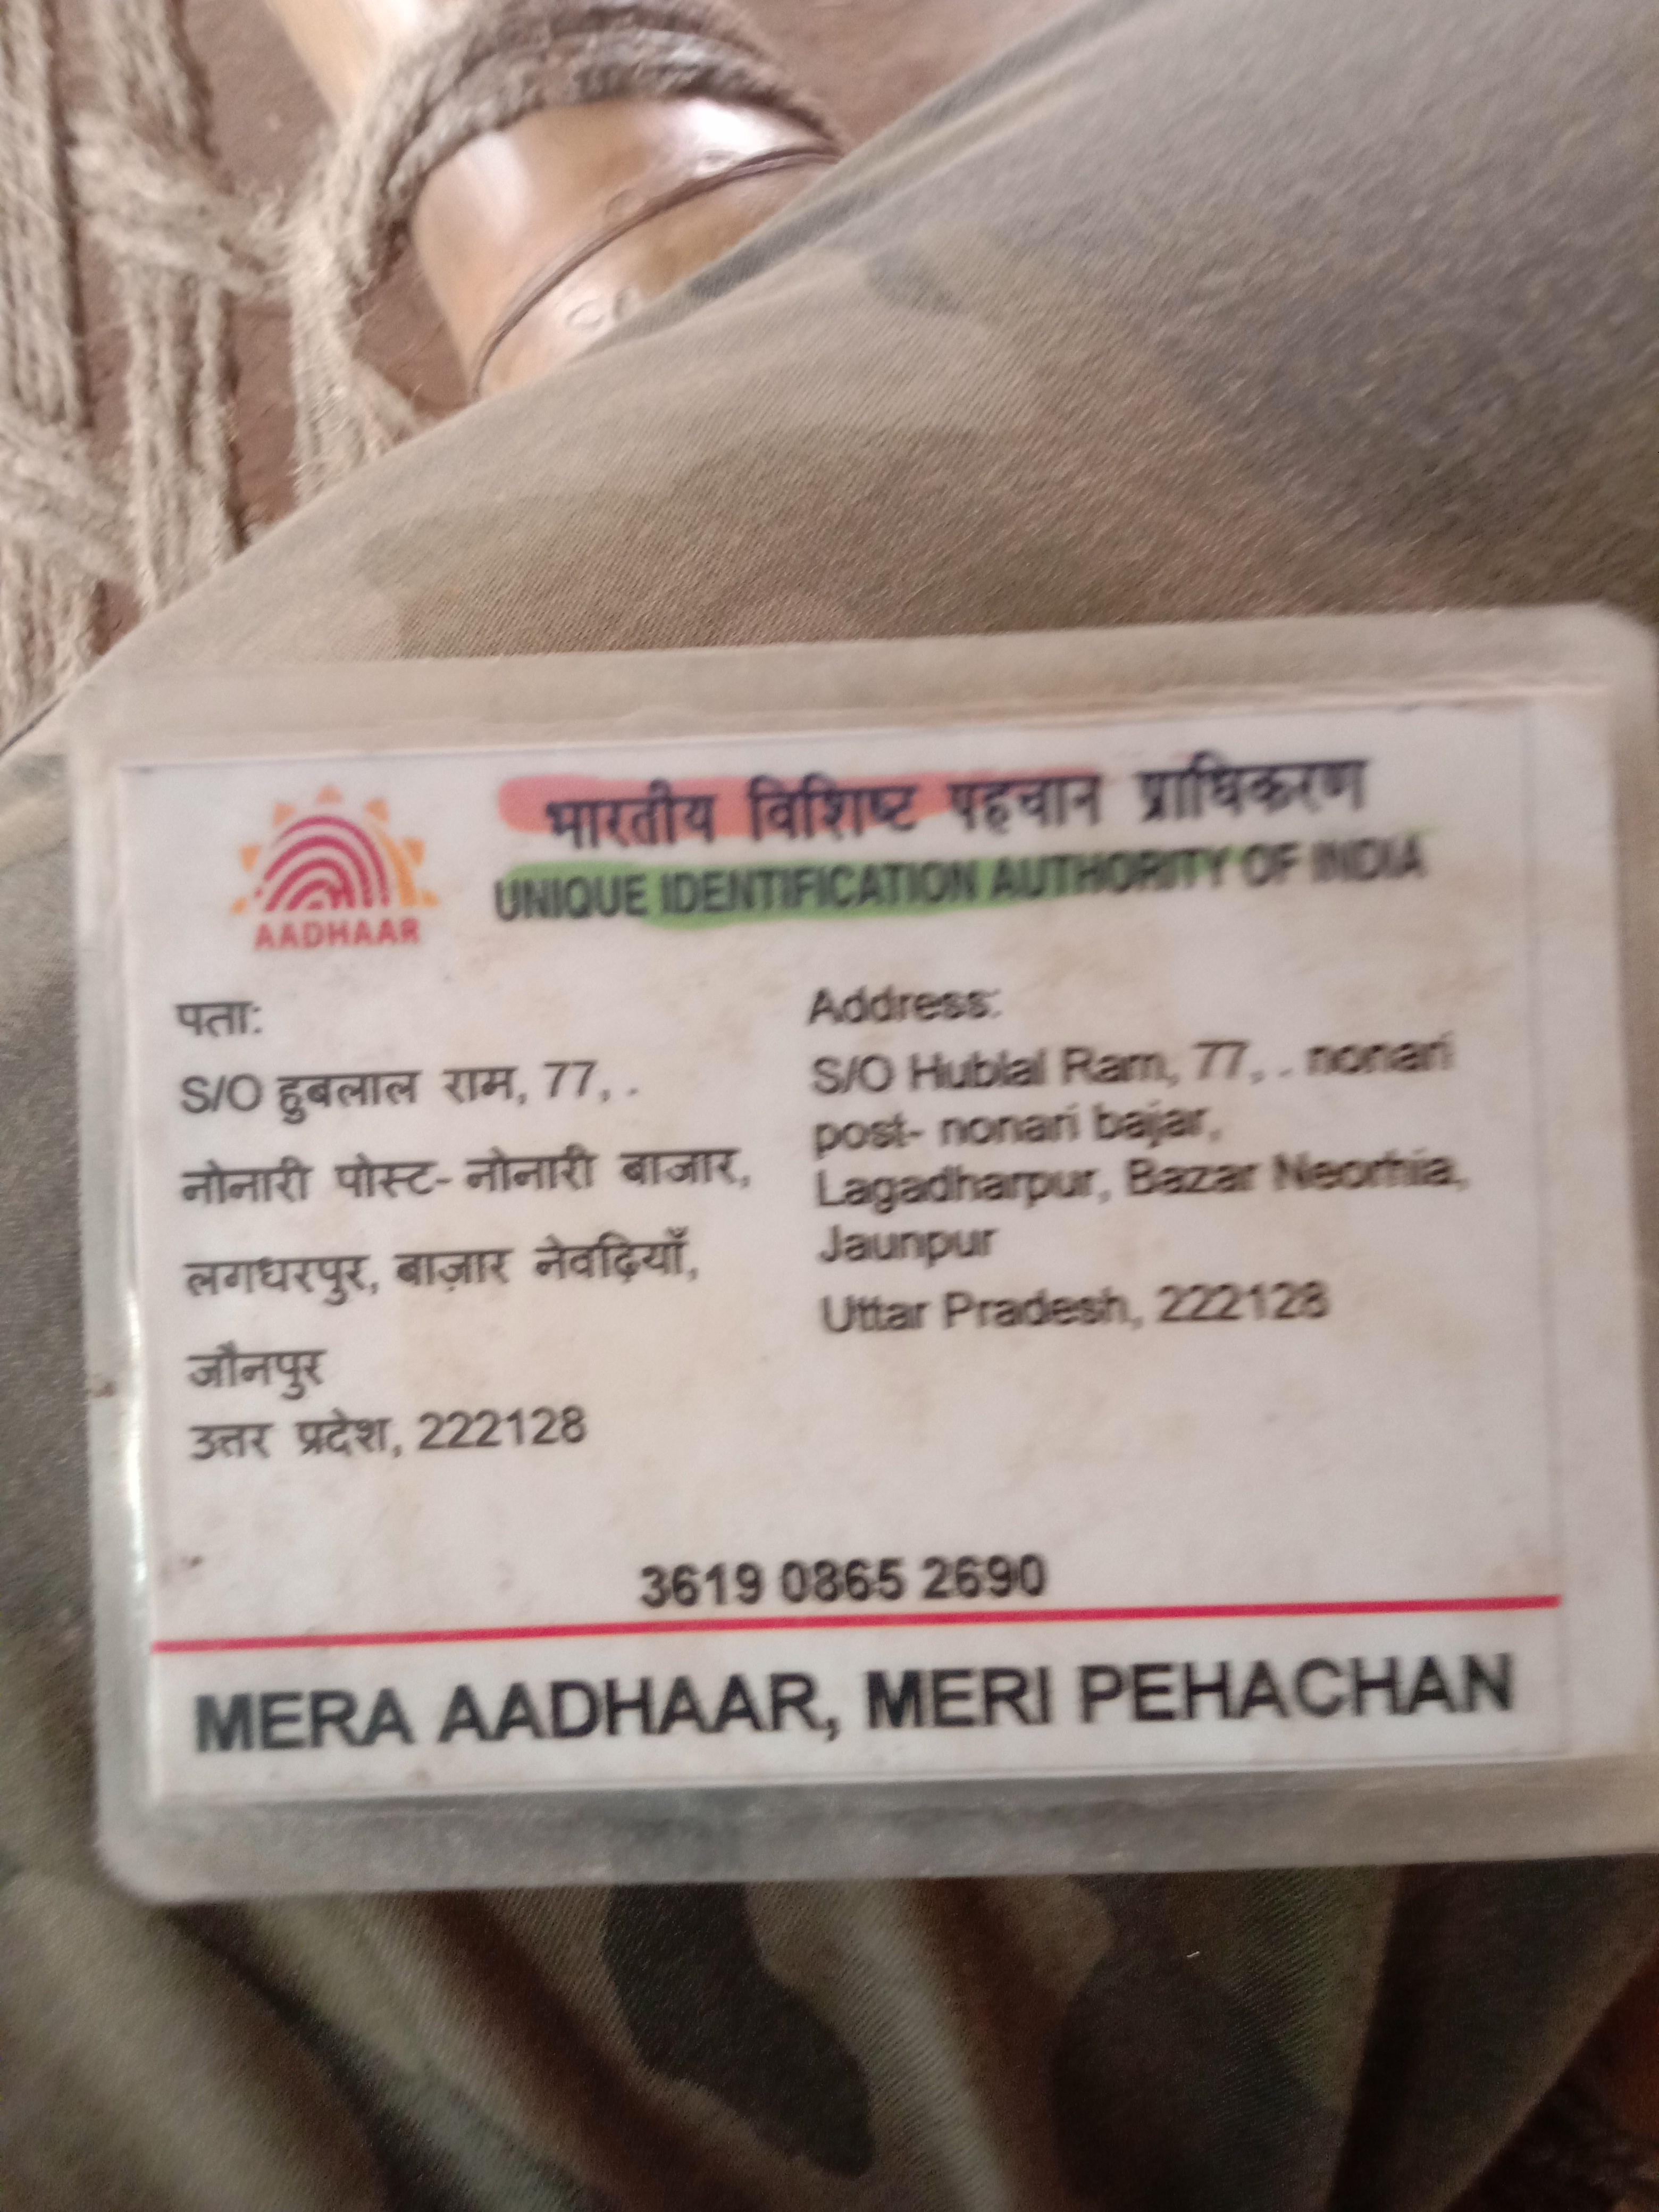 भारतीय विशिष्ट पहचान प्राधिकरण
UNIQUE IDENTIFICATION AUTHORITY OF INDIA
AADHAAR
पता:
S/O हुबलाल राम, 77, .
नोनारी पोस्ट- नोनारी बाजार,
लगधरपुर, बाज़ार नेवढ़ियाँ,
जौनपुर
उत्तर प्रदेश, 222128
Address:
S/O Hublal Ram, 77, . nonari
post- nonari bajar,
Lagadharpur, Bazar Neorhia,
Jaunpur
Uttar Pradesh, 222128
3619 0865 2690
MERA AADHAAR, MERI PEHACHAN